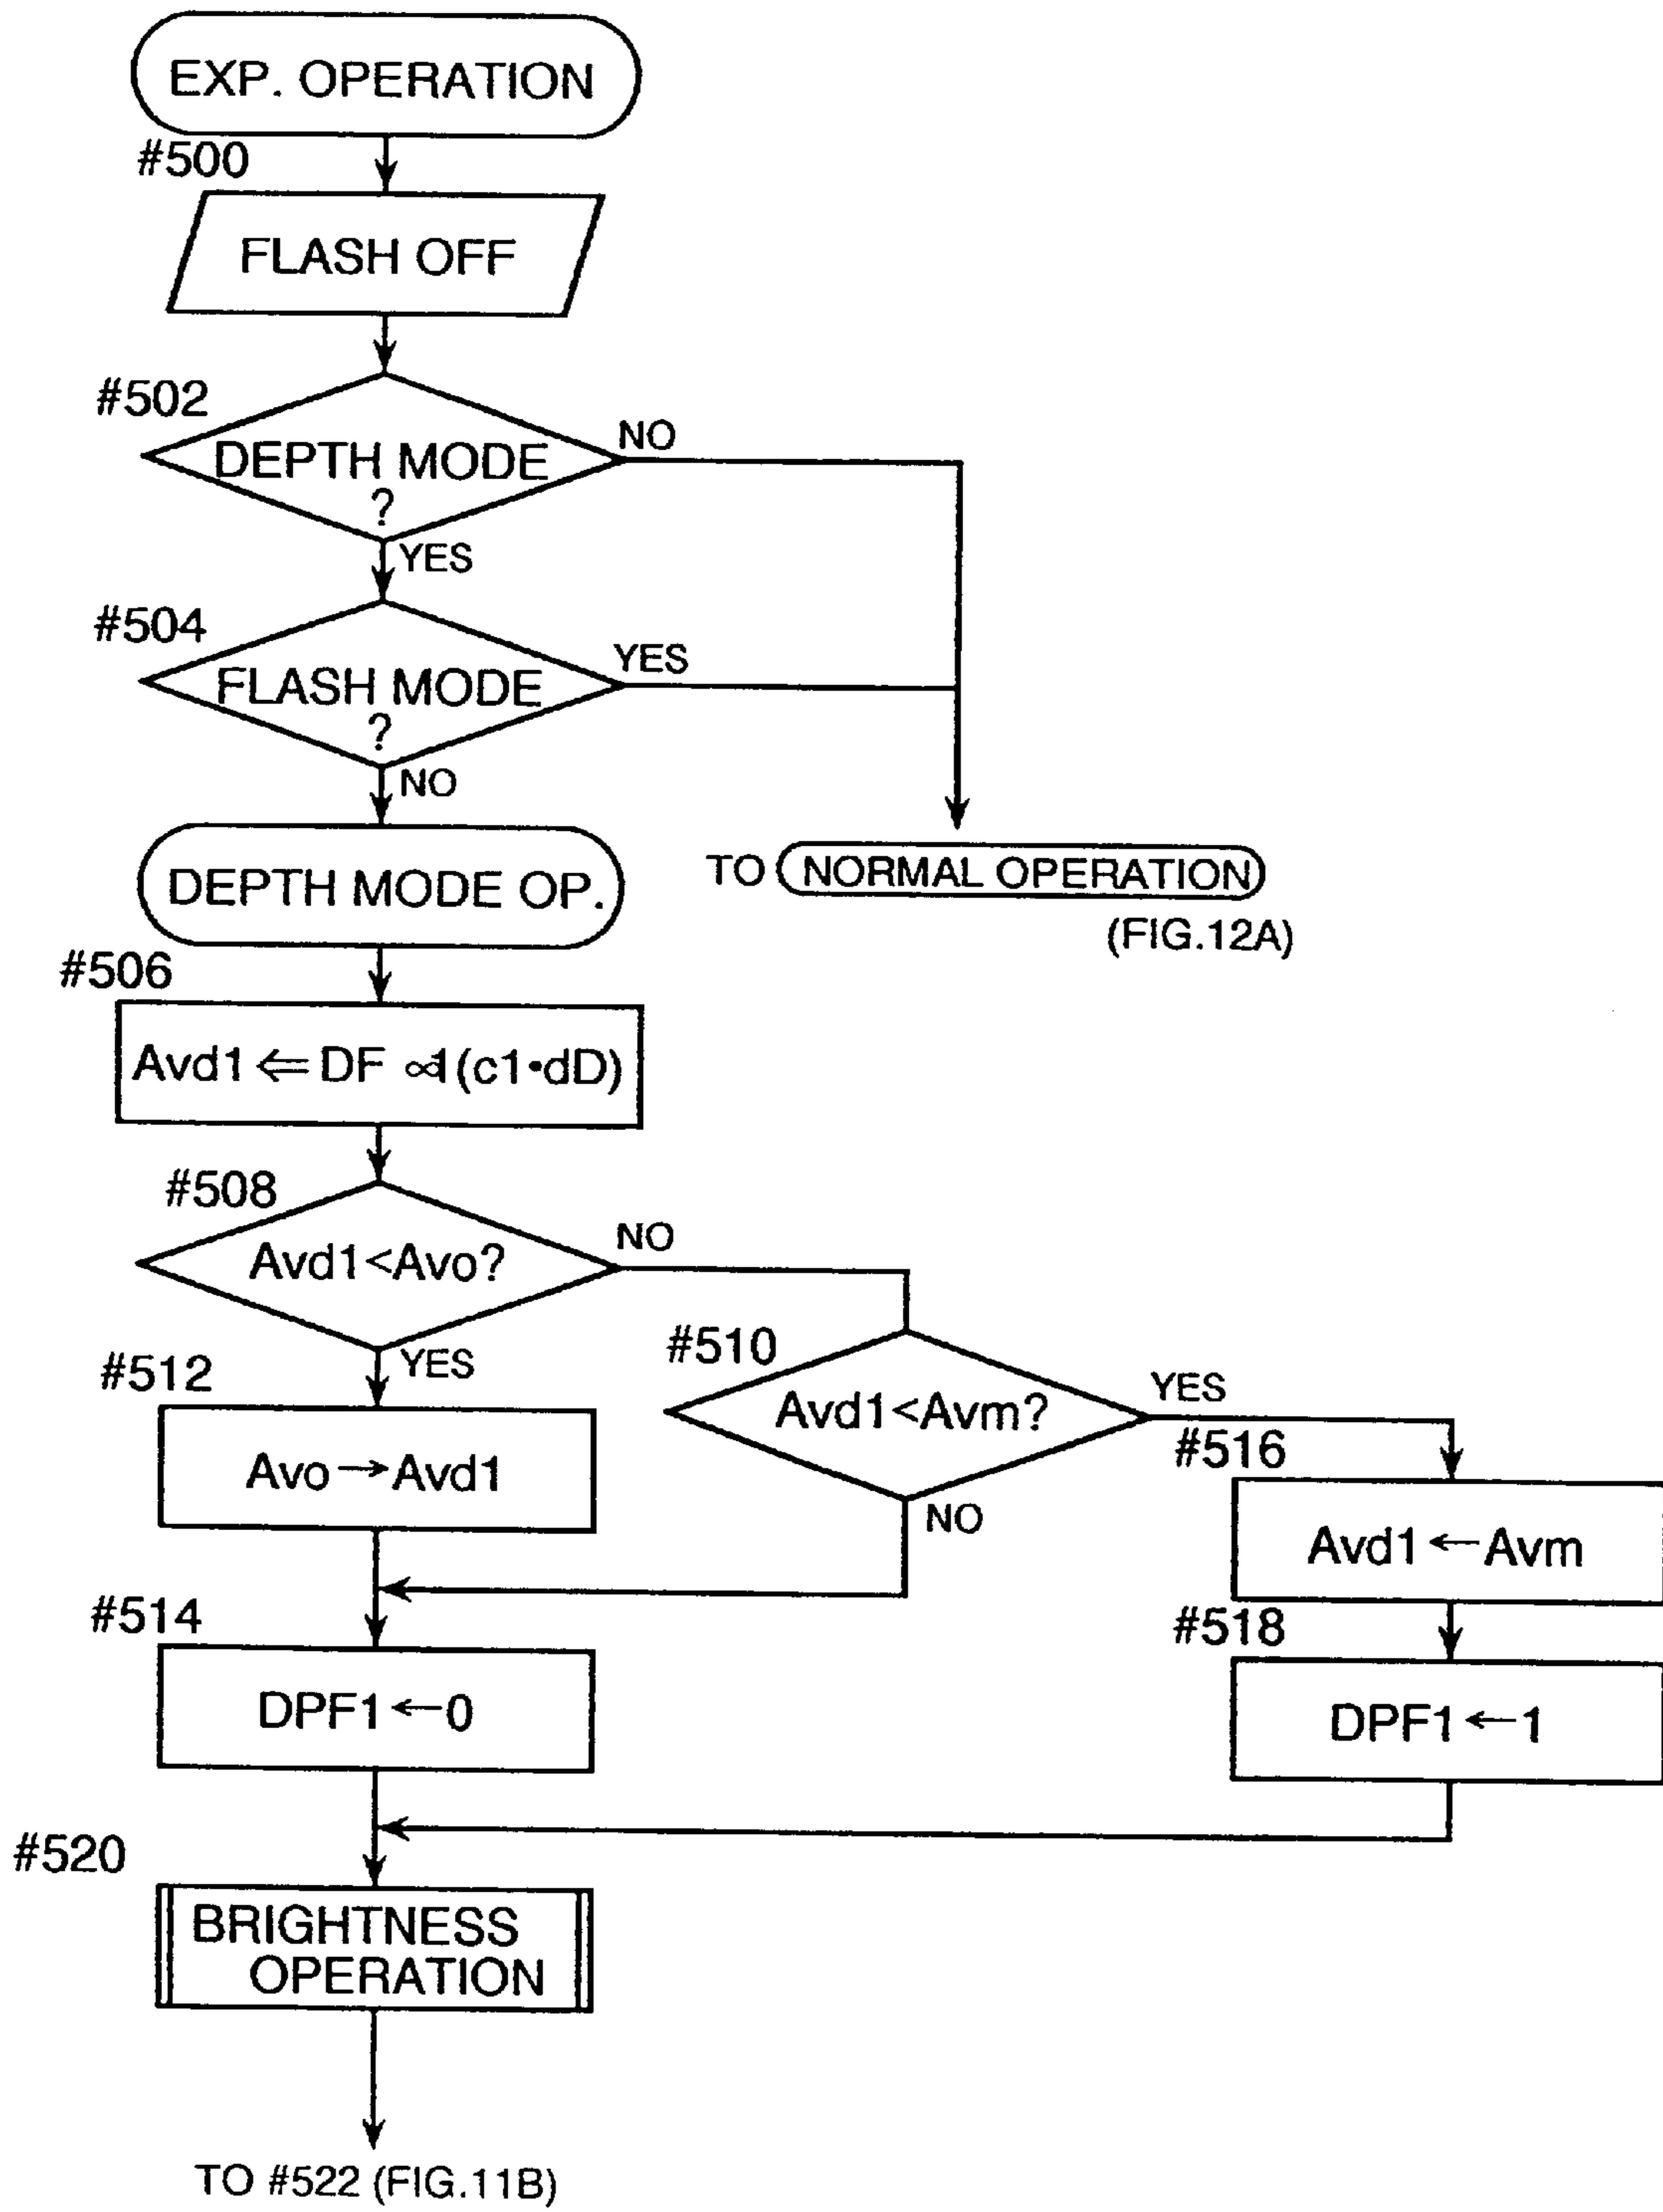 EXP. OPERATION
#500
FLASH OFF
#502
DEPTH MODE
?
NO
YES
#504
FLASH MODE
?
YES
NO
DEPTH MODE OP.
TO NORMAL OPERATION
(FIG.12A)
#506
Avd1 ⇐ DF ∝1(c1•dD)
#508
Avd1<Avo?
NO
YES
#510
Avd1<Avm?
YES
NO
#512
Avo→Avd1
#516
Avd1←Avm
#514
DPF1←0
#518
DPF1←1
#520
BRIGHTNESS
OPERATION
TO #522 (FIG.11B)